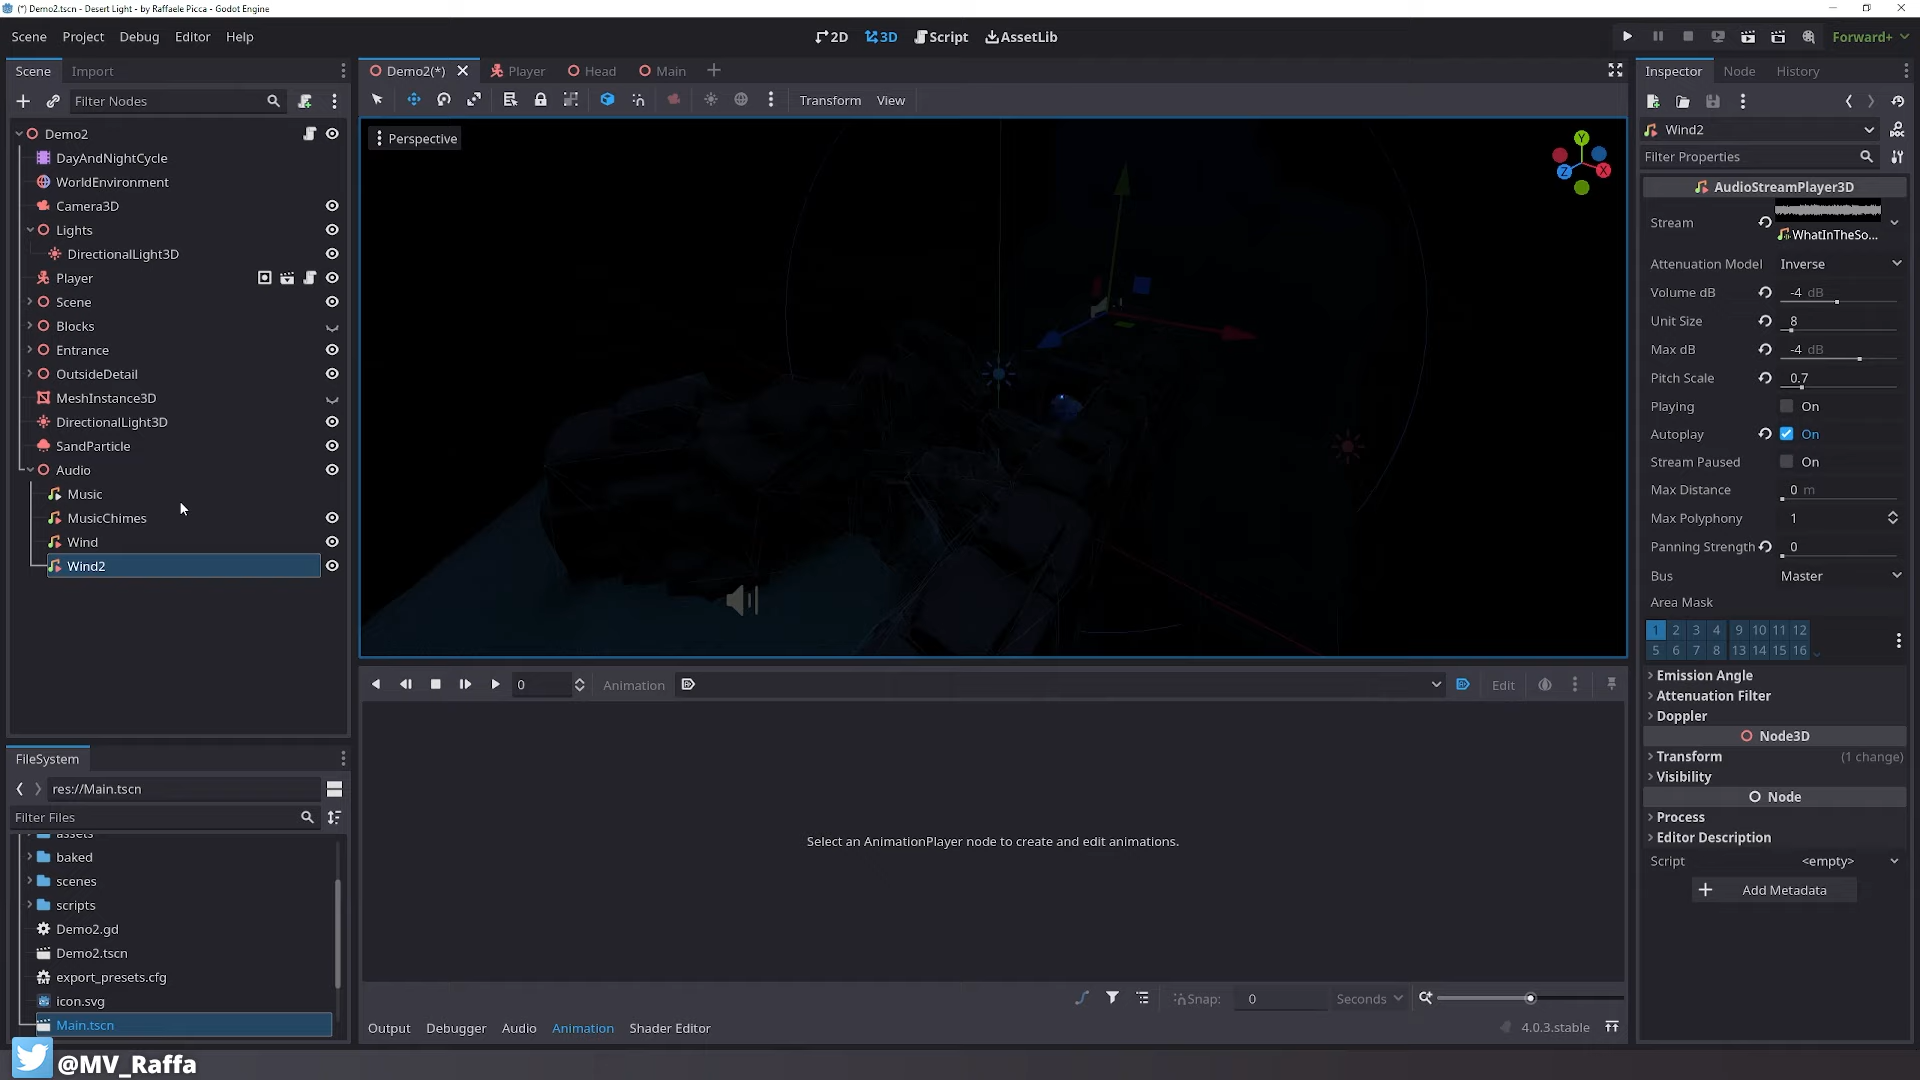 (*) Demo2.tscn - Desert Light - by Raffaele Picca - Godot Engine
Scene Project Debug Editor Help
2D 3D Script AssetLib
Forward+
Scene Import
Filter Nodes
Demo2
DayAndNightCycle
WorldEnvironment
Camera3D
Lights
DirectionalLight3D
Player
Scene
Blocks
Entrance
OutsideDetail
MeshInstance3D
DirectionalLight3D
SandParticle
Audio
Music
MusicChimes
Wind
Wind2
FileSystem
res://Main.tscn
Filter Files
assets
baked
scenes
scripts
Demo2.gd
Demo2.tscn
export_presets.cfg
icon.svg
Main.tscn
@MV_Raffa
Demo2(*) Player Head Main
Transform View
Perspective
Y
Z X
0 Animation Edit
Select an AnimationPlayer node to create and edit animations.
Snap: 0 Seconds
Output Debugger Audio Animation Shader Editor 4.0.3.stable
Inspector Node History
Wind2
Filter Properties
AudioStreamPlayer3D
Stream
WhatInTheSo...
Attenuation Model Inverse
Volume dB -4 dB
Unit Size 8
Max dB -4 dB
Pitch Scale 0.7
Playing On
Autoplay On
Stream Paused On
Max Distance 0 m
Max Polyphony 1
Panning Strength 0
Bus Master
Area Mask
1 2 3 4 9 10 11 12
5 6 7 8 13 14 15 16
Emission Angle
Attenuation Filter
Doppler
Node3D
Transform (1 change)
Visibility
Node
Process
Editor Description
Script <empty>
Add Metadata